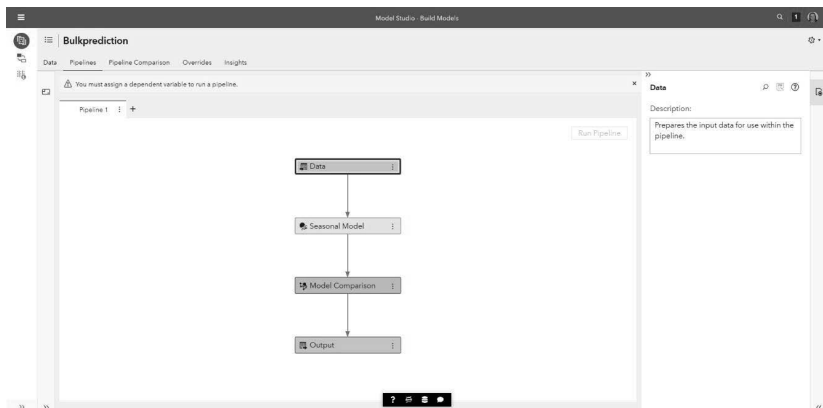 Model Studio - Build Models
1
Bulkprediction
Data Pipelines Pipeline Comparison Overrides Insights
You must assign a dependent variable to run a pipeline.
Data
Pipeline 1
Description:
Run Pipeline
Prepares the input data for use within the
pipeline.
Data
Seasonal Model
Model Comparison
Output